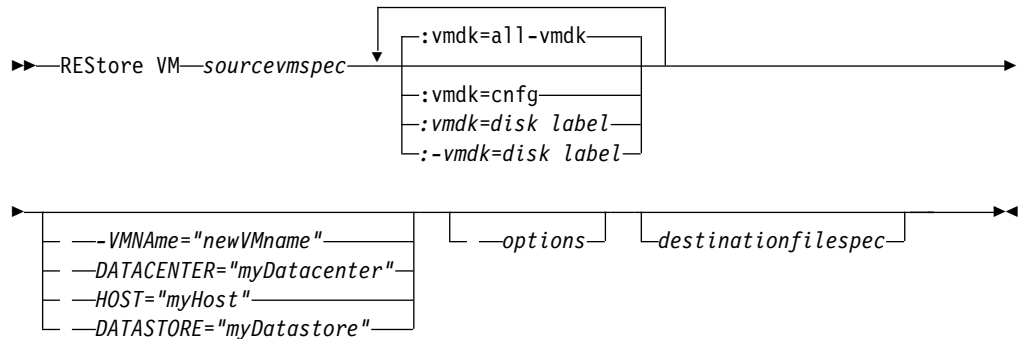 :vmdk=all-vmdk
REStore VM sourcevmspec
:vmdk=cnfg
:vmdk=disk label
:-vmdk=disk label
-VMNAme="newVMname" options destinationfilespec
DATACENTER="myDatacenter"
HOST="myHost"
DATASTORE="myDatastore"